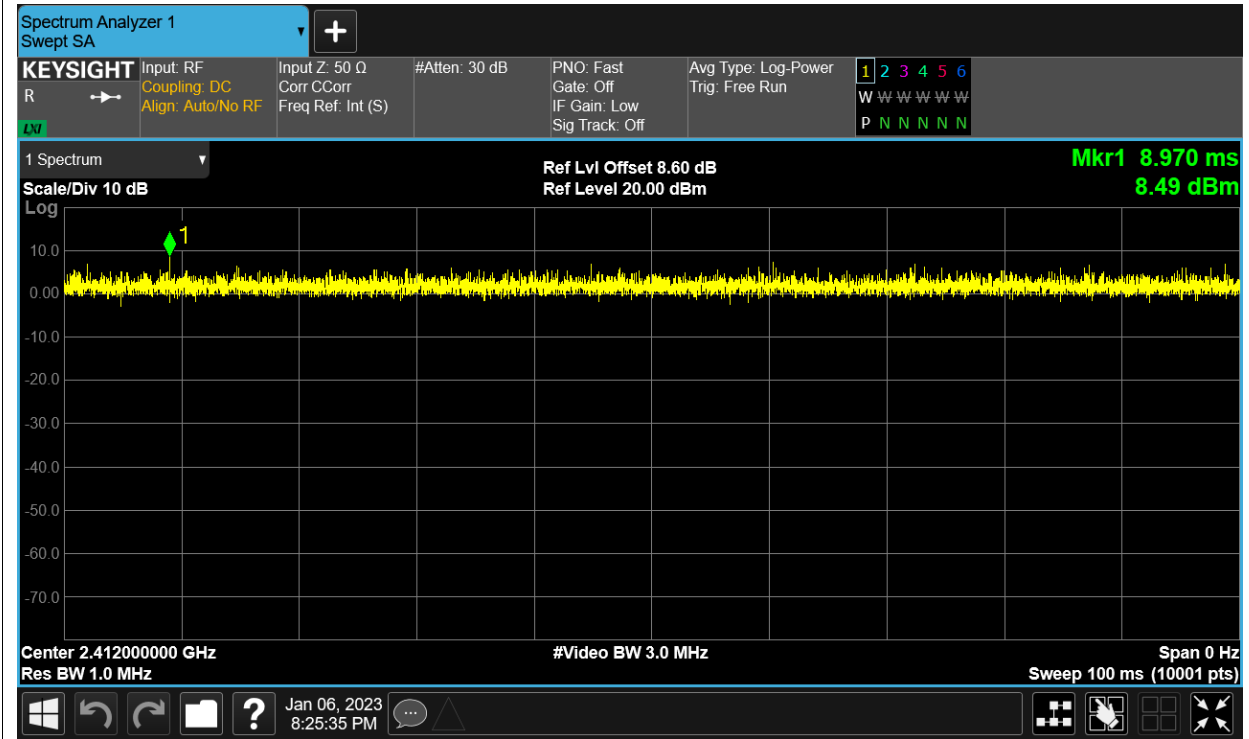 Spectrum Analyzer 1
Swept SA
KEYSIGHT
R
LXI
Input: RF
Coupling: DC
Align: Auto/No RF
Input Z: 50 Ω
Corr CCorr
Freq Ref: Int (S)
#Atten: 30 dB
PNO: Fast
Gate: Off
IF Gain: Low
Sig Track: Off
Avg Type: Log-Power
Trig: Free Run
1 2 3 4 5 6
W W W W W W
P N N N N N
1 Spectrum
Scale/Div 10 dB
Ref Lvl Offset 8.60 dB
Ref Level 20.00 dBm
Mkr1 8.970 ms
8.49 dBm
Log
1
10.0
0.00
-10.0
-20.0
-30.0
-40.0
-50.0
-60.0
-70.0
Center 2.412000000 GHz
#Video BW 3.0 MHz
Span 0 Hz
Res BW 1.0 MHz
Sweep 100 ms (10001 pts)
?
Jan 06, 2023
8:25:35 PM